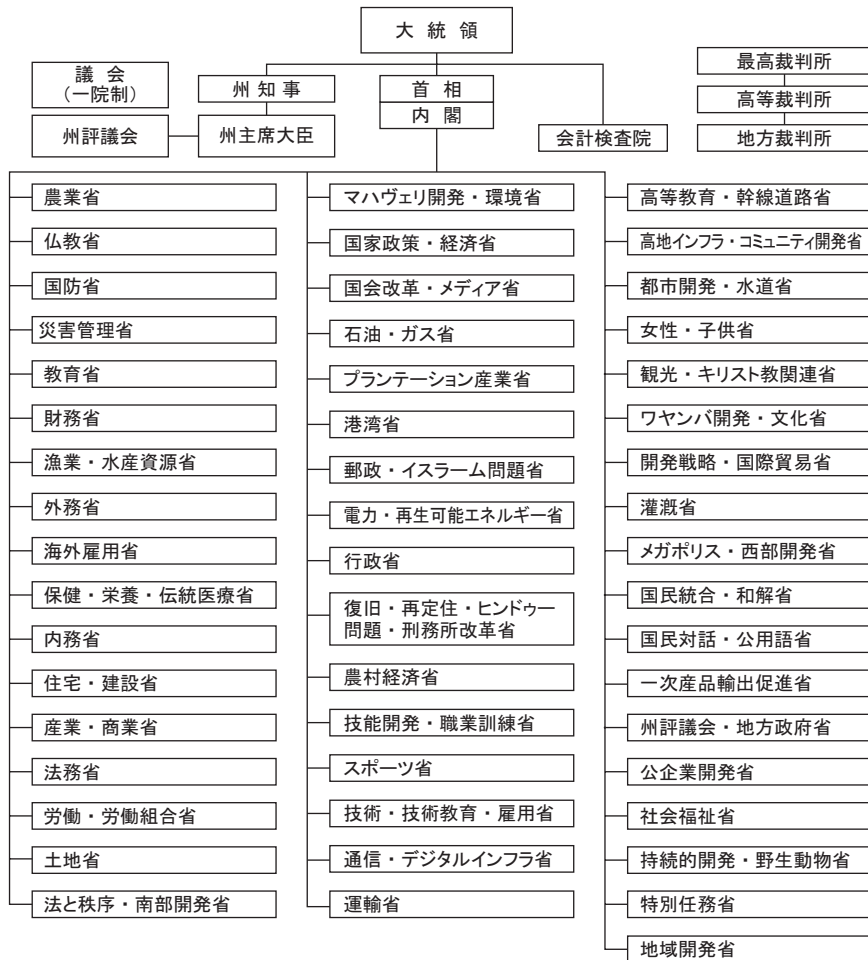 大 統 領
議 会
(一院制)
州 知 事
首 相
内 閣
州評議会
州主席大臣
会計検査院
最高裁判所
高等裁判所
地方裁判所
農業省
仏教省
国防省
災害管理省
教育省
財務省
漁業・水産資源省
外務省
海外雇用省
保健・栄養・伝統医療省
内務省
住宅・建設省
産業・商業省
法務省
労働・労働組合省
土地省
法と秩序・南部開発省
マハヴェリ開発・環境省
国家政策・経済省
国会改革・メディア省
石油・ガス省
プランテーション産業省
港湾省
郵政・イスラーム問題省
電力・再生可能エネルギー省
行政省
復旧・再定住・ヒンドゥー
問題・刑務所改革省
農村経済省
技能開発・職業訓練省
スポーツ省
技術・技術教育・雇用省
通信・デジタルインフラ省
運輸省
高等教育・幹線道路省
高地インフラ・コミュニティ開発省
都市開発・水道省
女性・子供省
観光・キリスト教関連省
ワヤンバ開発・文化省
開発戦略・国際貿易省
灌漑省
メガポリス・西部開発省
国民統合・和解省
国民対話・公用語省
一次産品輸出促進省
州評議会・地方政府省
公企業開発省
社会福祉省
持続的開発・野生動物省
特別任務省
地域開発省